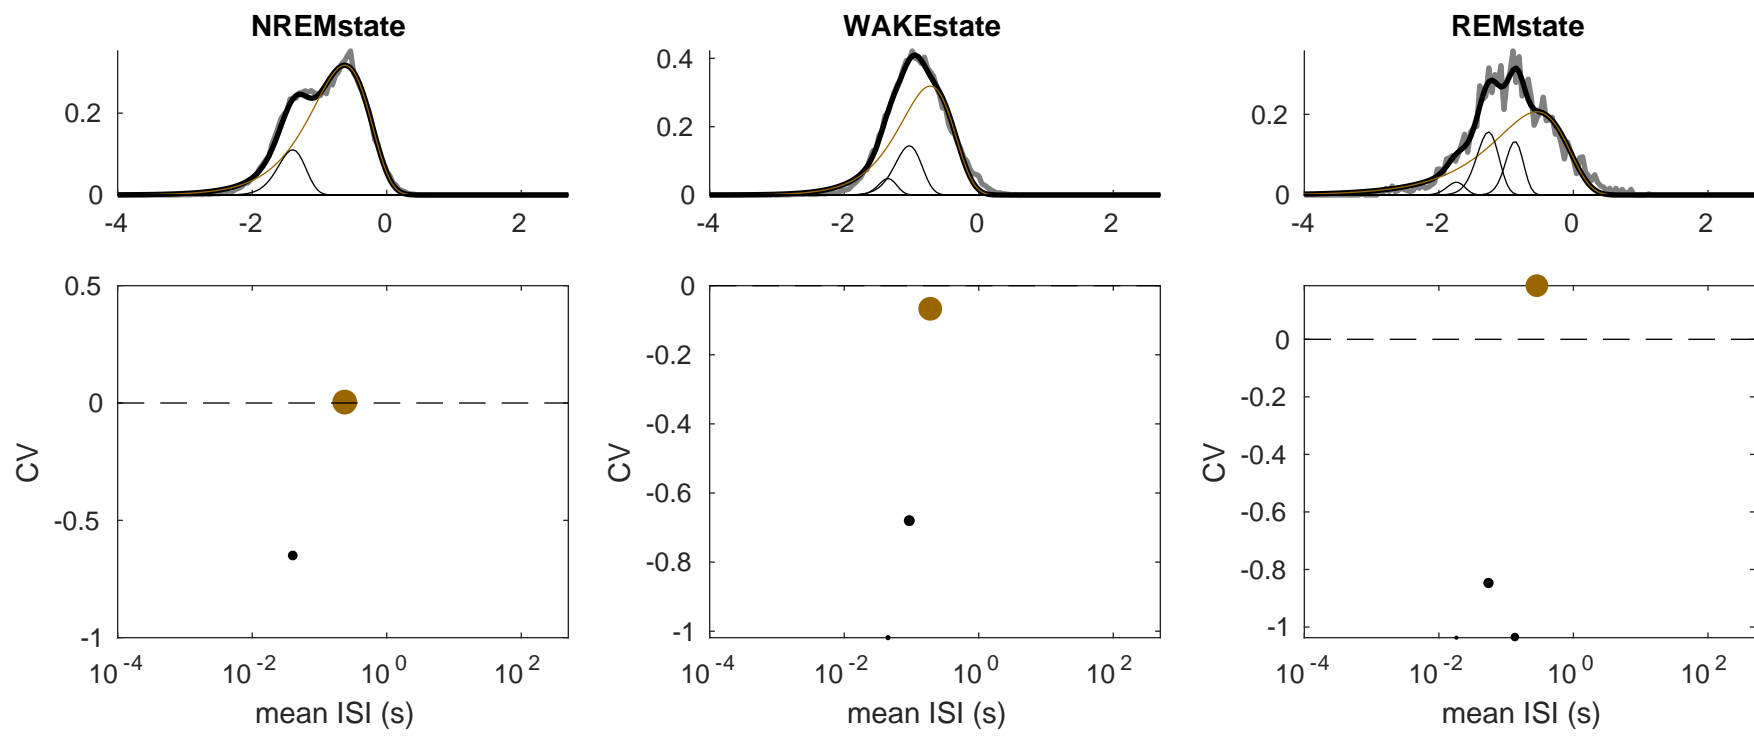 NREMstate WAKEstate REMstate
0.2 0.4 0.2
0 0.2 0
0
-4 -2 0 2 -4 -2 0 2 -4 -2 0 2
0.5 0 0
0 -0.2 -0.2
-0.5 -0.4 -0.4
-1 -0.6 -0.6
-0.8 -0.8
-1 -1
CV CV CV
10^-4 10^-2 10^0 10^2 10^-4 10^-2 10^0 10^2 10^-4 10^-2 10^0 10^2
mean ISI (s) mean ISI (s) mean ISI (s)